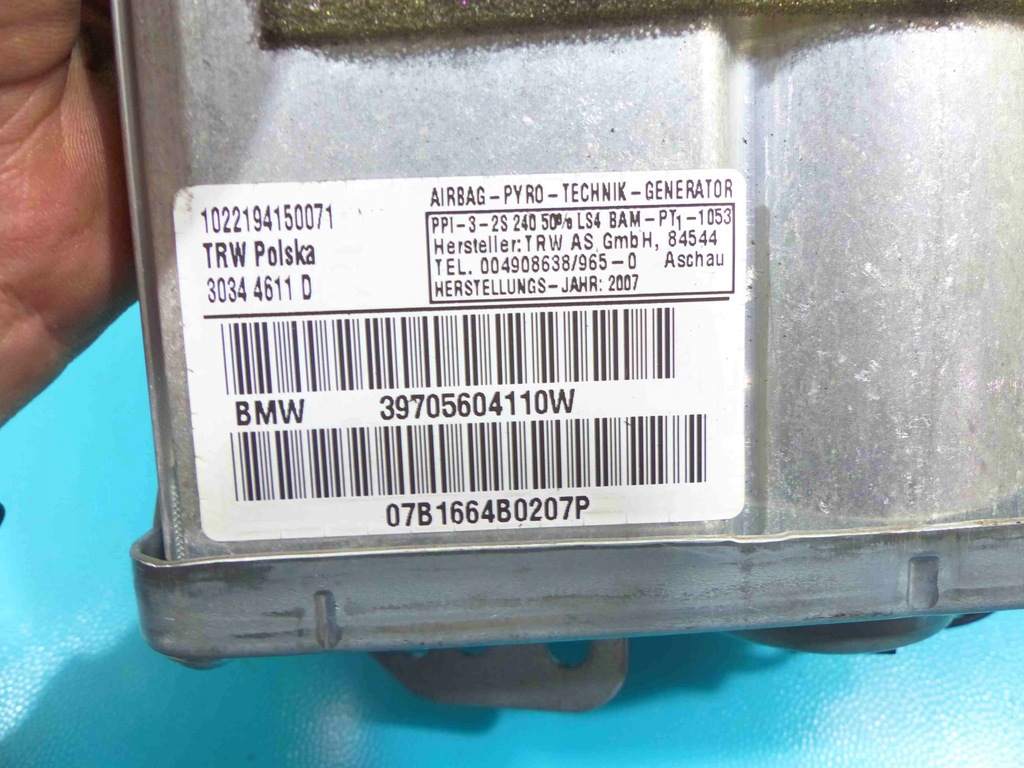 1022194150071
TRW Polska
3034 4611 D
AIRBAG-PYRO-TECHNIK-GENERATOR
PPI-3-2S 240 50% LS4 BAM-PT1-1053
Hersteller: TRW AS GmbH, 84544
TEL. 004908638/965-0 Aschau
HERSTELLUNGS-JAHR: 2007
BMW 39705604110W
07B1664B0207P